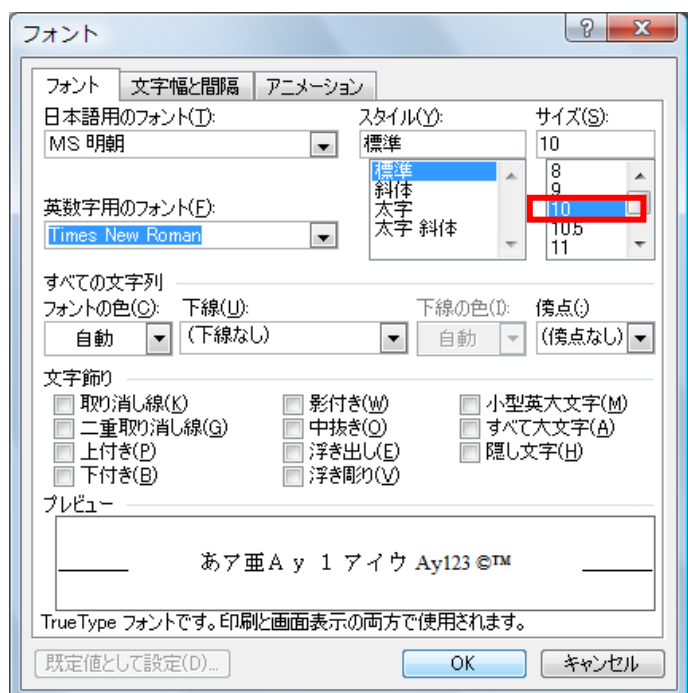 フォント
フォント 文字幅と間隔 アニメーション
日本語用のフォント(T): スタイル(Y): サイズ(S):
MS 明朝 標準 10
標準 8
斜体 9
太字 10
太字 斜体 10.5
11
英数字用のフォント(F):
Times New Roman
すべての文字列
フォントの色(C): 下線(U): 下線の色(I): 傍点(:)
自動 (下線なし) 自動 (傍点なし)
文字飾り
取り消し線(K) 影付き(W) 小型英大文字(M)
二重取り消し線(G) 中抜き(O) すべて大文字(A)
上付き(P) 浮き出し(E) 隠し文字(H)
下付き(B) 浮き彫り(V)
プレビュー
あア亜Ay 1 アイウ Ay123 ©™
TrueType フォントです。印刷と画面表示の両方で使用されます。
既定値として設定(D)... OK キャンセル